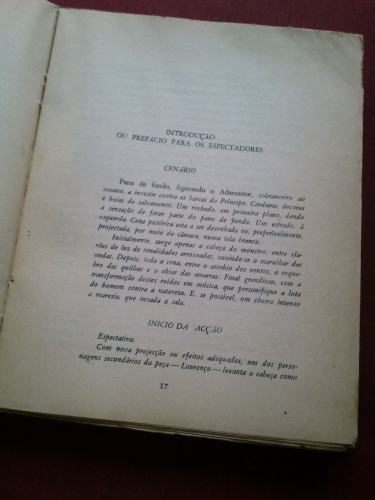 INTRODUÇÃO
OU PREFÁCIO PARA OS ESPECTADORES
CENÁRIO
Pano de fundo, figurando o Adamastor, sobranceiro ao
oceano, a investir contra as barcas do Príncipe. Cordame, âncoras
e boias de salvamento. Um rochedo, em primeiro plano, dando
a sensação de fazer parte do pano de fundo. Um estrado, à
esquerda. Cena pictórica esta a ser desenhada ou, preferivelmente,
projectada, por meio de câmara, numa tela branca.
Inicialmente, surge apenas a cabeça do monstro, entre cla-
rões de luz de tonalidades arroxeadas, ouvindo-se o marulhar das
ondas. Depois, toda a cena, entre o assobio dos ventos, o reque-
bro das quilhas e o chiar das amarras. Final grandioso, com a
transformação desses ruídos em música, que personifique a luta
do homem contra a natureza. E, se possível, um cheiro intenso
a maresia, que invada a sala.
INICIO DA ACÇÃO
Espectativa.
Com nova projecção ou efeitos adequados, um dos perso-
nagens secundários da peça — Lourenço — levanta a cabeça como
17